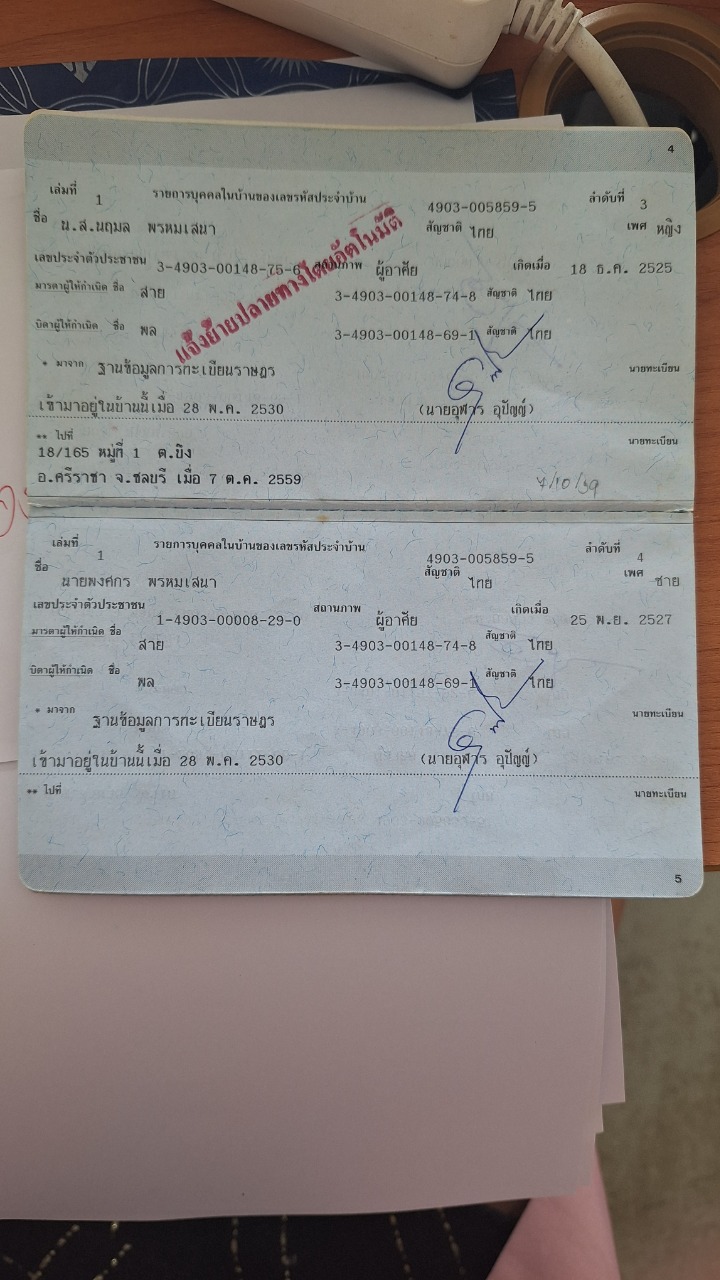 4
เล่มที่ 1 รายการบุคคลในบ้านของเลขรหัสประจำบ้าน 4903-005859-5 ลำดับที่ 3
ชื่อ น.ส.นฤมล พรหมเสนา สัญชาติ ไทย เพศ หญิง
เลขประจำตัวประชาชน 3-4903-00148-75-6 สถานภาพ ผู้อาศัย เกิดเมื่อ 18 ธ.ค. 2525
มารดาผู้ให้กำเนิด ชื่อ สาย 3-4903-00148-74-8 สัญชาติ ไทย
บิดาผู้ให้กำเนิด ชื่อ พล 3-4903-00148-69-1 สัญชาติ ไทย
แจ้งย้ายปลายทางโดยอัตโนมัติ
* มาจาก ฐานข้อมูลการทะเบียนราษฎร นายทะเบียน
เข้ามาอยู่ในบ้านนี้เมื่อ 28 พ.ค. 2530 (นายอุฬาร อุปัญญ์)
** ไปที่ นายทะเบียน
18/165 หมู่ที่ 1 ต.บึง
อ.ศรีราชา จ.ชลบุรี เมื่อ 7 ต.ค. 2559 7/10/59
เล่มที่ 1 รายการบุคคลในบ้านของเลขรหัสประจำบ้าน 4903-005859-5 ลำดับที่ 4
ชื่อ นายพงศ์กร พรหมเสนา สัญชาติ ไทย เพศ ชาย
เลขประจำตัวประชาชน 1-4903-00008-29-0 สถานภาพ ผู้อาศัย เกิดเมื่อ 25 พ.ย. 2527
มารดาผู้ให้กำเนิด ชื่อ สาย 3-4903-00148-74-8 สัญชาติ ไทย
บิดาผู้ให้กำเนิด ชื่อ พล 3-4903-00148-69-1 สัญชาติ ไทย
* มาจาก ฐานข้อมูลการทะเบียนราษฎร นายทะเบียน
เข้ามาอยู่ในบ้านนี้เมื่อ 28 พ.ค. 2530 (นายอุฬาร อุปัญญ์)
** ไปที่ นายทะเบียน
5